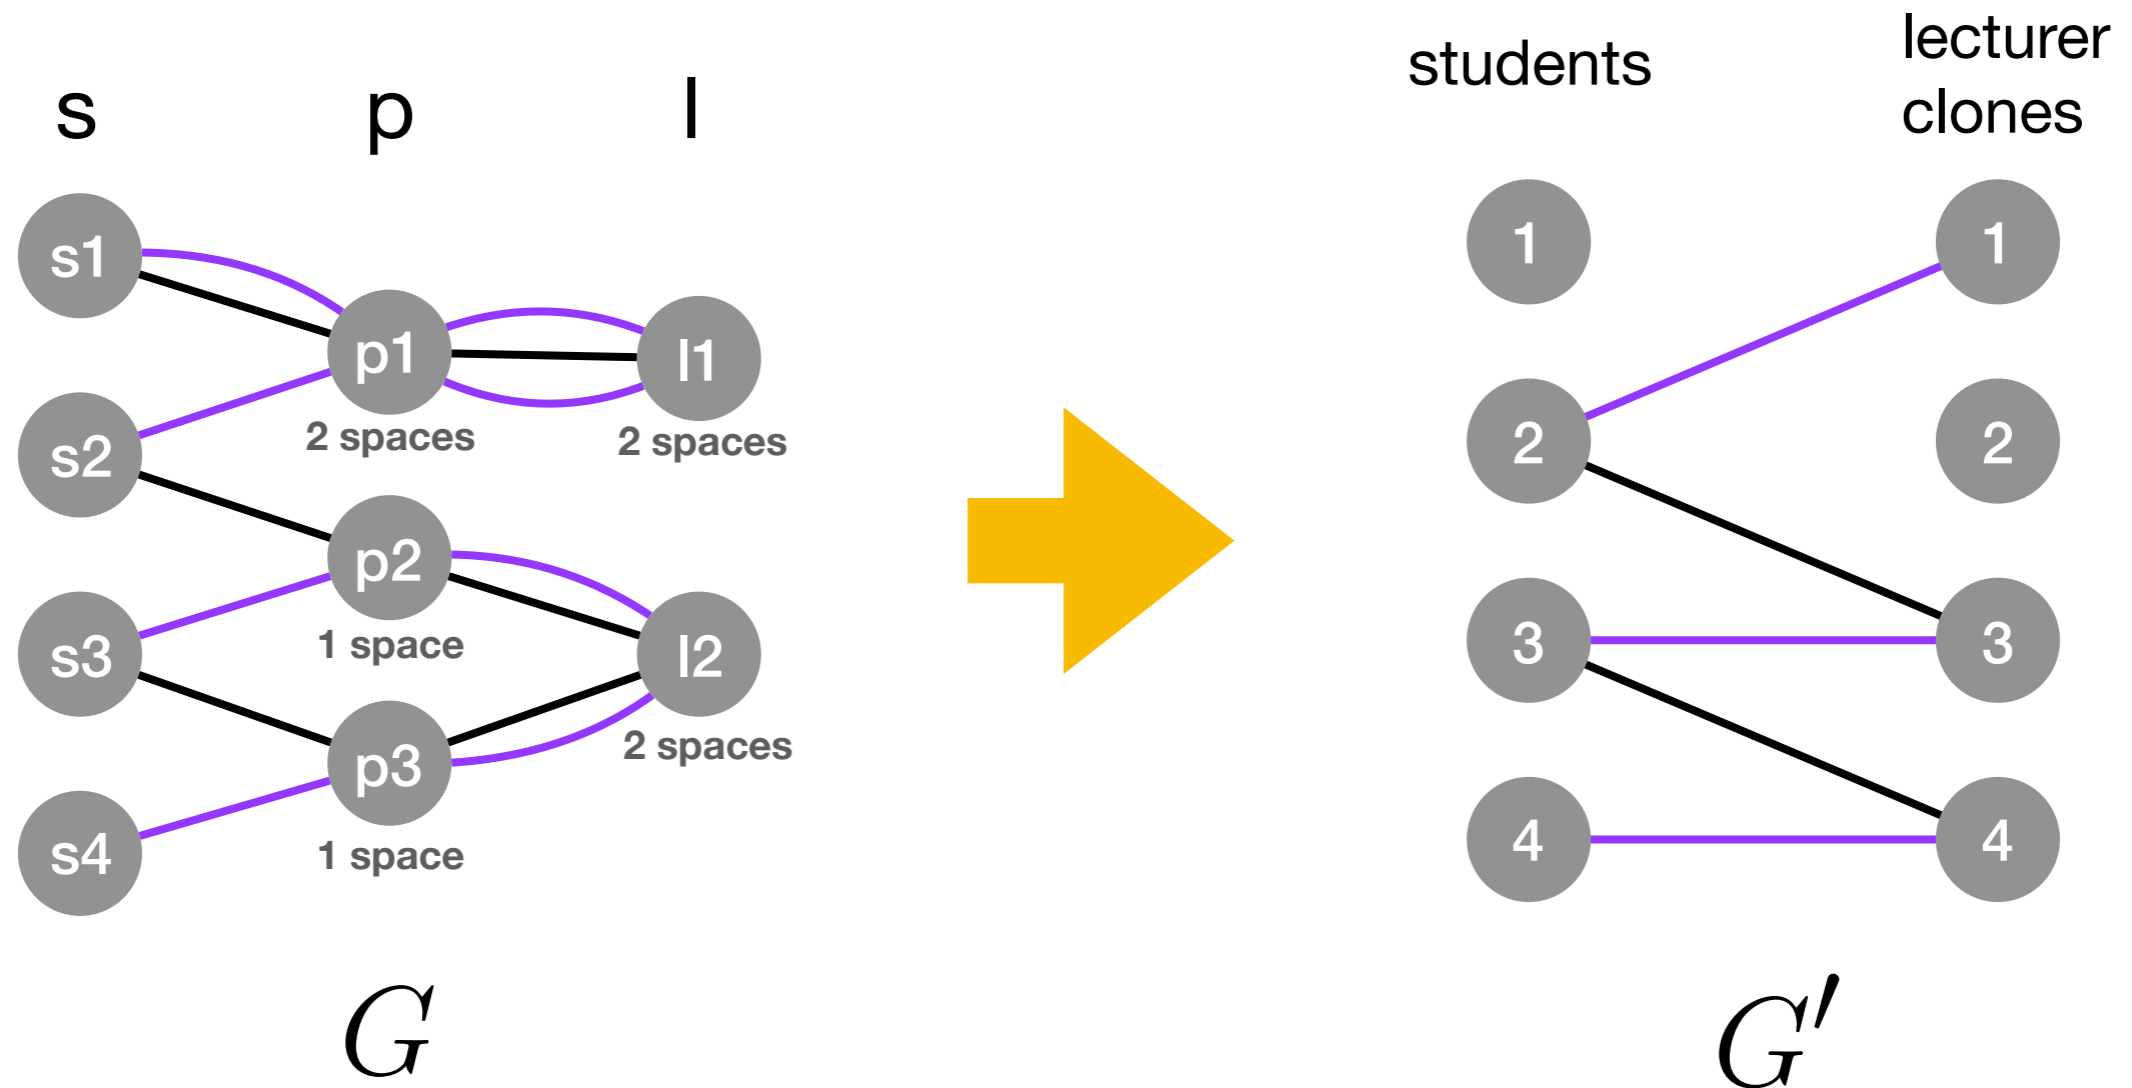 s
p
l
s1
s2
s3
s4
p1
2 spaces
p2
1 space
p3
1 space
l1
2 spaces
l2
2 spaces
G
students
lecturer
clones
1
2
3
4
1
2
3
4
G′